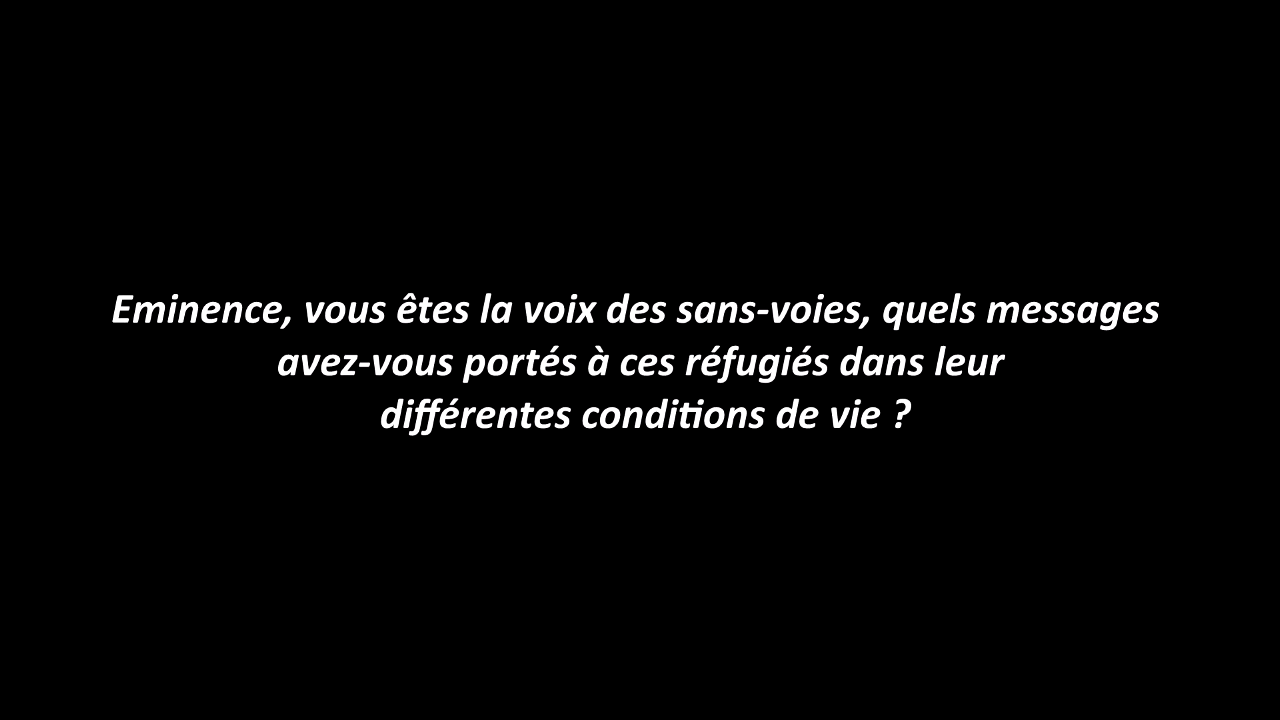 Eminence, vous êtes la voix des sans-voies, quels messages
avez-vous portés à ces réfugiés dans leur
différentes conditions de vie ?